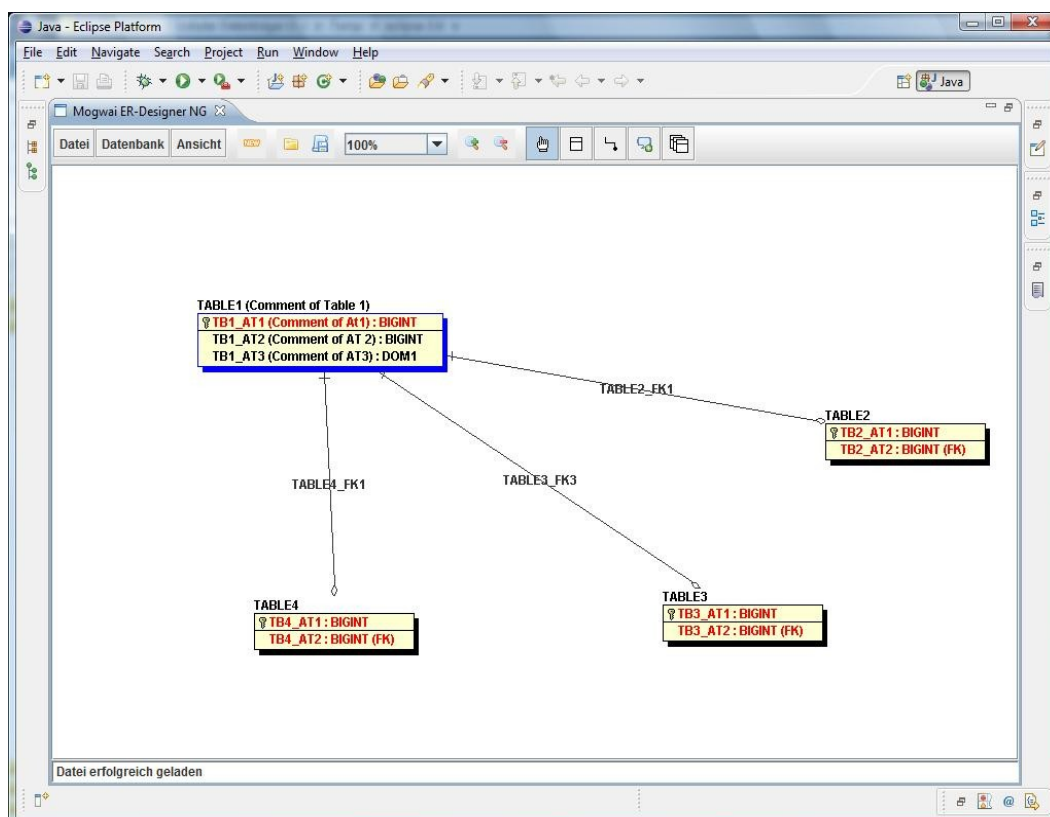 Java - Eclipse Platform
File Edit Navigate Search Project Run Window Help
Java
Mogwai ER-Designer NG
Datei Datenbank Ansicht 100%
TABLE1 (Comment of Table 1)
TB1_AT1 (Comment of At1) : BIGINT
TB1_AT2 (Comment of AT 2) : BIGINT
TB1_AT3 (Comment of AT3) : DOM1
TABLE2_FK1
TABLE2
TB2_AT1 : BIGINT
TB2_AT2 : BIGINT (FK)
TABLE4_FK1
TABLE3_FK3
TABLE4
TB4_AT1 : BIGINT
TB4_AT2 : BIGINT (FK)
TABLE3
TB3_AT1 : BIGINT
TB3_AT2 : BIGINT (FK)
Datei erfolgreich geladen